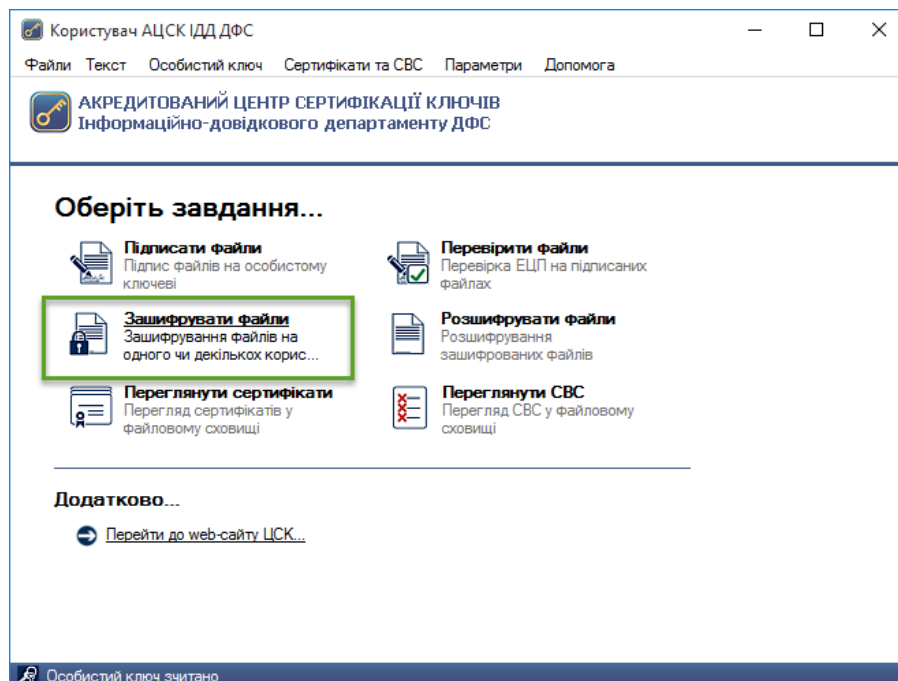 Користувач АЦСК ІДД ДФС
Файли Текст Особистий ключ Сертифікати та СВС Параметри Допомога
АКРЕДИТОВАНИЙ ЦЕНТР СЕРТИФІКАЦІЇ КЛЮЧІВ
Інформаційно-довідкового департаменту ДФС
Оберіть завдання...
Підписати файли
Підпис файлів на особистому
ключеві
Перевірити файли
Перевірка ЕЦП на підписаних
файлах
Зашифрувати файли
Зашифрування файлів на
одного чи декількох корис...
Розшифрувати файли
Розшифрування
зашифрованих файлів
Переглянути сертифікати
Перегляд сертифікатів у
файловому сховищі
Переглянути СВС
Перегляд СВС у файловому
сховищі
Додатково...
Перейти до web-сайту ЦСК...
Особистий ключ зчитано